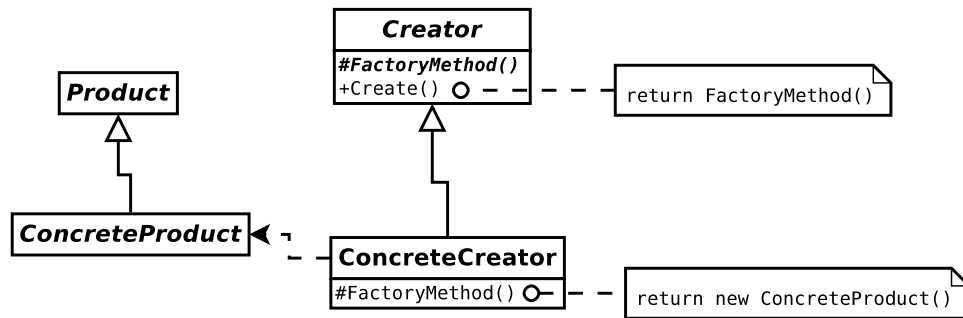 Creator
#FactoryMethod()
+Create()
return FactoryMethod()
Product
ConcreteProduct
ConcreteCreator
#FactoryMethod()
return new ConcreteProduct()